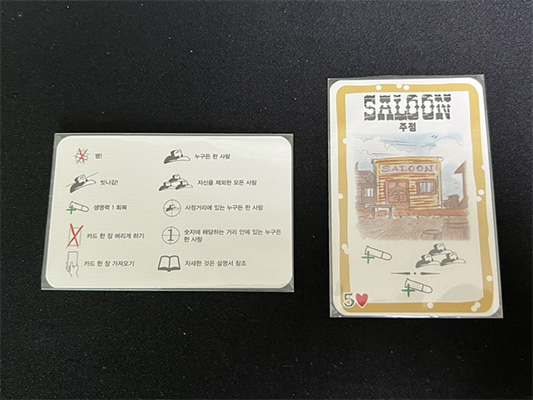 뱅!
빗나감!
생명력 1 회복
카드 한 장 버리게 하기
카드 한 장 가져오기
누구든 한 사람
자신을 제외한 모든 사람
사정거리에 있는 누구든 한 사람
1
숫자에 해당하는 거리 안에 있는 누구든
한 사람
자세한 것은 설명서 참조
SALOON
주점
SALOON
5♥